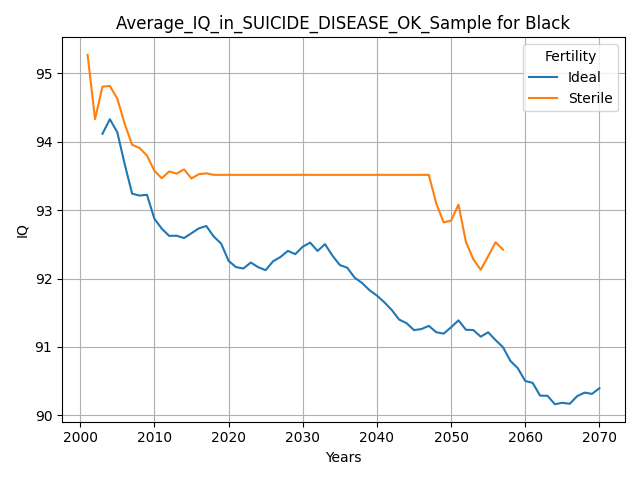 Average_IQ_in_SUICIDE_DISEASE_OK_Sample for Black
Fertility
Ideal
Sterile
IQ
95
94
93
92
91
90
2000 2010 2020 2030 2040 2050 2060 2070
Years